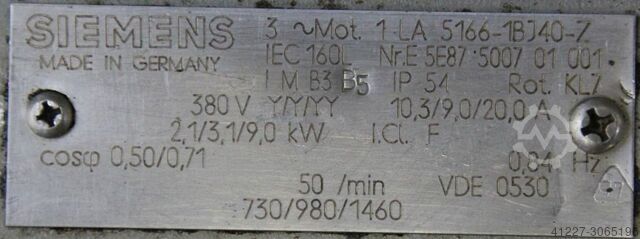 SIEMENS 3 ~Mot. 1 LA 5166-1BJ40-Z
MADE IN GERMANY IEC 160L Nr.E 5E87 5007 01 001
I M B3 B5 IP 54 Rot. KL7
380 V Y/Y/YY 10,3/9,0/20,0 A
2,1/3,1/9,0 kW I.Cl. F
cosφ 0,50/0,71 0,84 Hz
50 /min VDE 0530
730/980/1460
41227-3065190